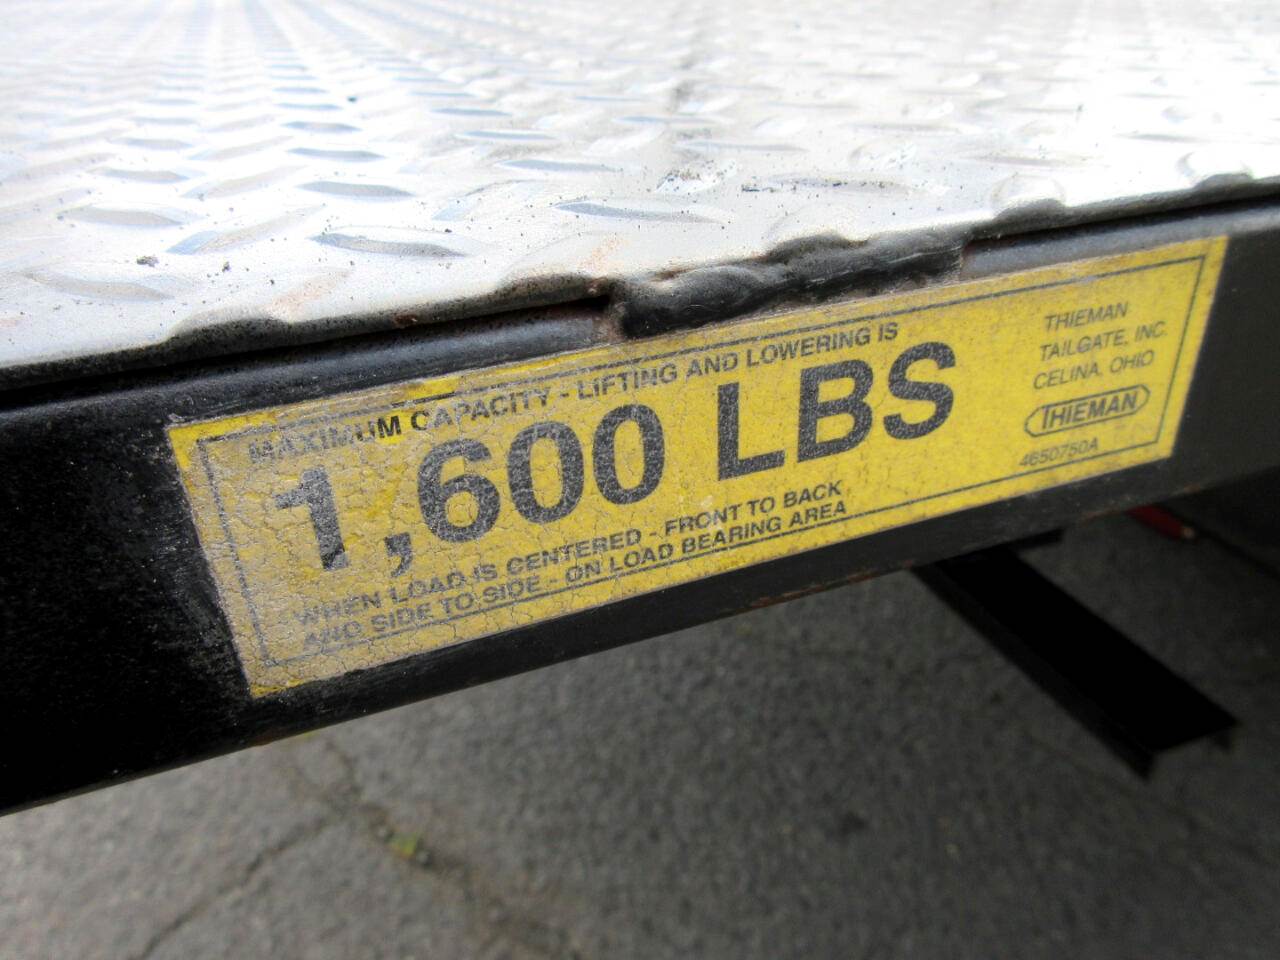 MAXIMUM CAPACITY - LIFTING AND LOWERING IS
1,600 LBS
WHEN LOAD IS CENTERED - FRONT TO BACK
AND SIDE TO SIDE - ON LOAD BEARING AREA
THIEMAN
TAILGATE, INC.
CELINA, OHIO
THIEMAN
4650750A